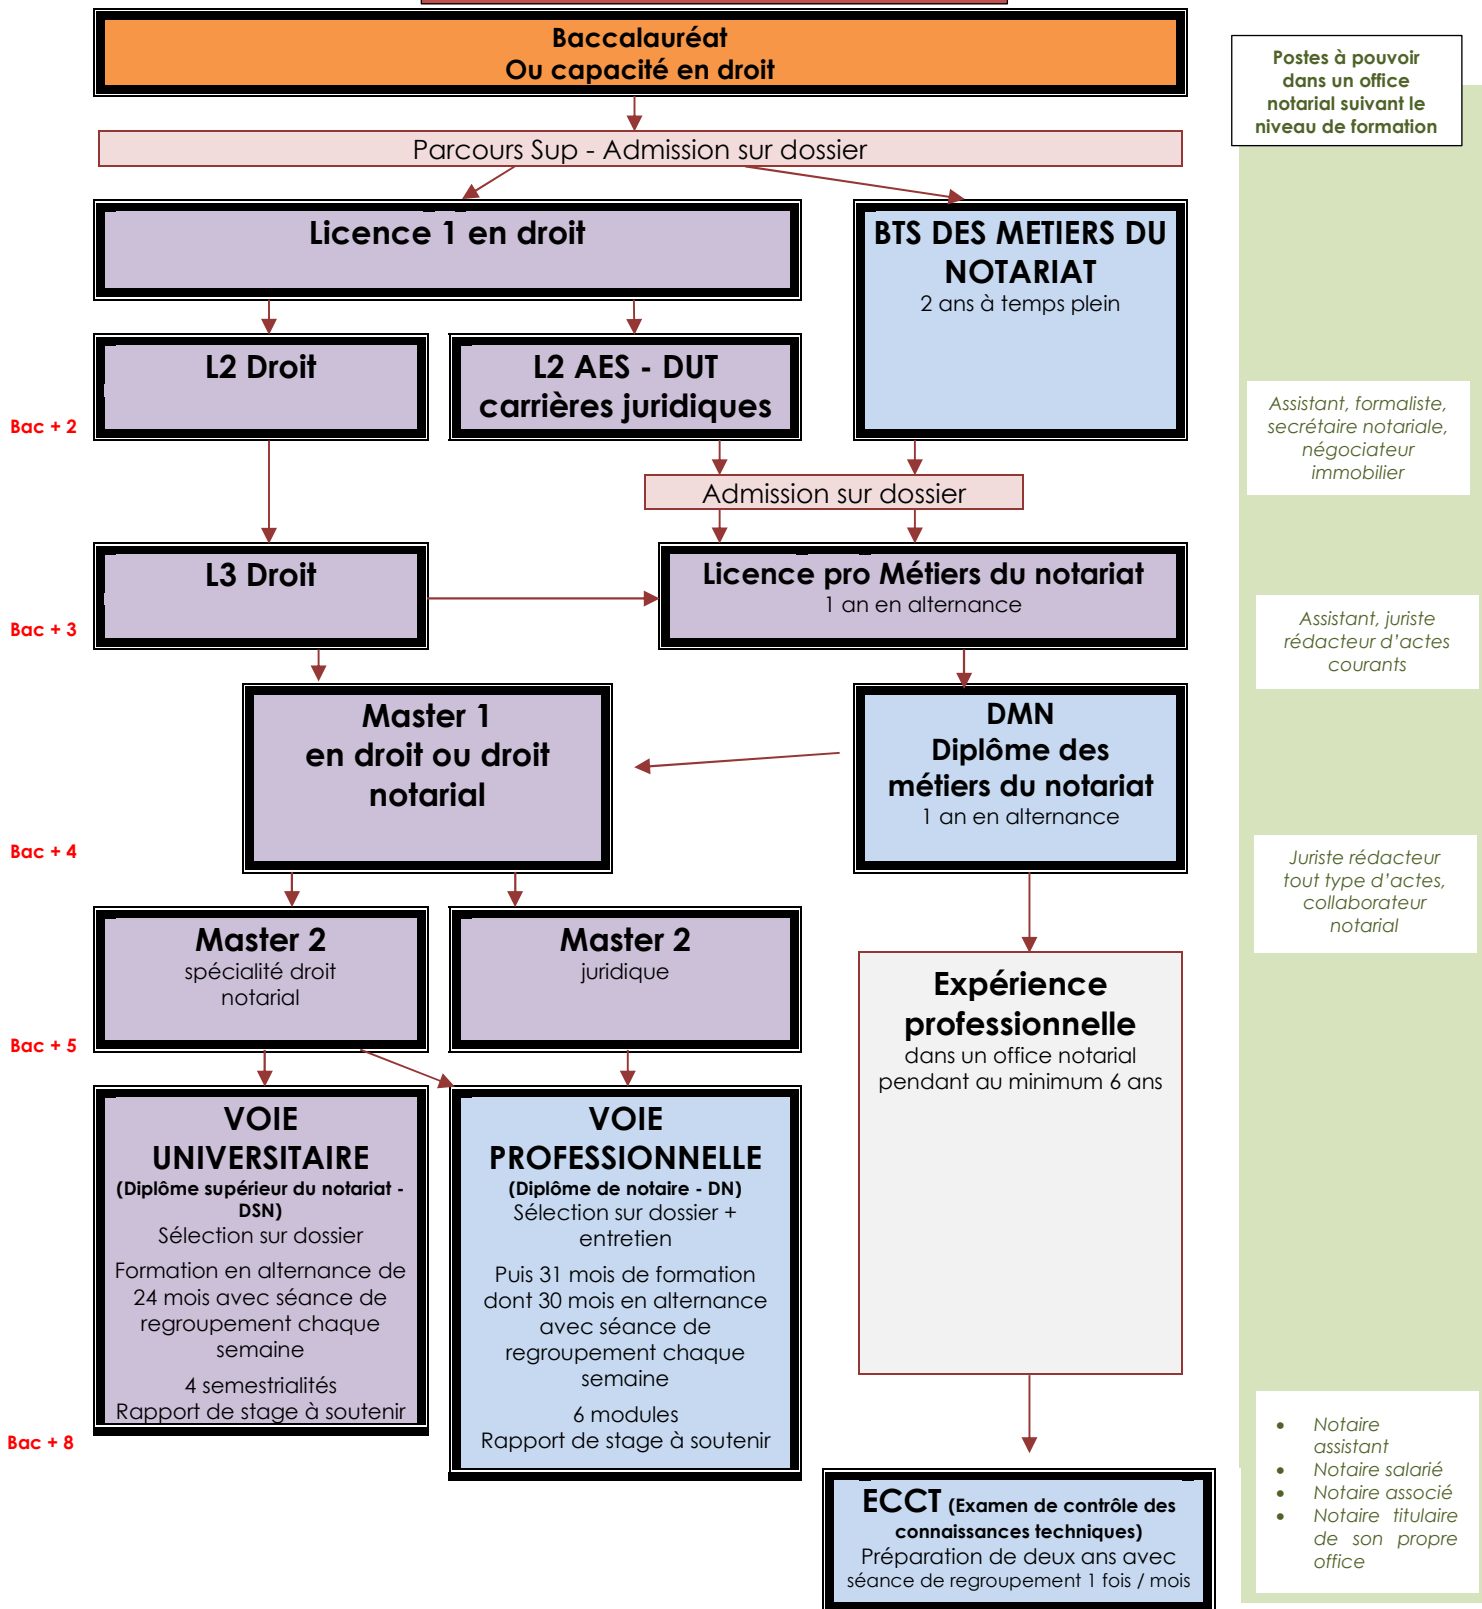 Baccalauréat
Ou capacité en droit
Postes à pouvoir
dans un office
notarial suivant le
niveau de formation
Parcours Sup - Admission sur dossier
Licence 1 en droit
BTS DES METIERS DU
NOTARIAT
2 ans à temps plein
L2 Droit
L2 AES - DUT
carrières juridiques
Bac + 2
Assistant, formaliste,
secrétaire notariale,
négociateur
immobilier
Admission sur dossier
L3 Droit
Licence pro Métiers du notariat
1 an en alternance
Bac + 3
Assistant, juriste
rédacteur d'actes
courants
Master 1
en droit ou droit
notarial
DMN
Diplôme des
métiers du notariat
1 an en alternance
Bac + 4
Juriste rédacteur
tout type d'actes,
collaborateur
notarial
Master 2
spécialité droit
notarial
Master 2
juridique
Expérience
professionnelle
dans un office notarial
pendant au minimum 6 ans
Bac + 5
VOIE
UNIVERSITAIRE
(Diplôme supérieur du notariat -
DSN)
Sélection sur dossier
Formation en alternance de
24 mois avec séance de
regroupement chaque
semaine
4 semestrialités
Rapport de stage à soutenir
VOIE
PROFESSIONNELLE
(Diplôme de notaire - DN)
Sélection sur dossier +
entretien
Puis 31 mois de formation
dont 30 mois en alternance
avec séance de
regroupement chaque
semaine
6 modules
Rapport de stage à soutenir
Bac + 8
• Notaire
assistant
• Notaire salarié
• Notaire associé
• Notaire titulaire
de son propre
office
ECCT (Examen de contrôle des
connaissances techniques)
Préparation de deux ans avec
séance de regroupement 1 fois / mois